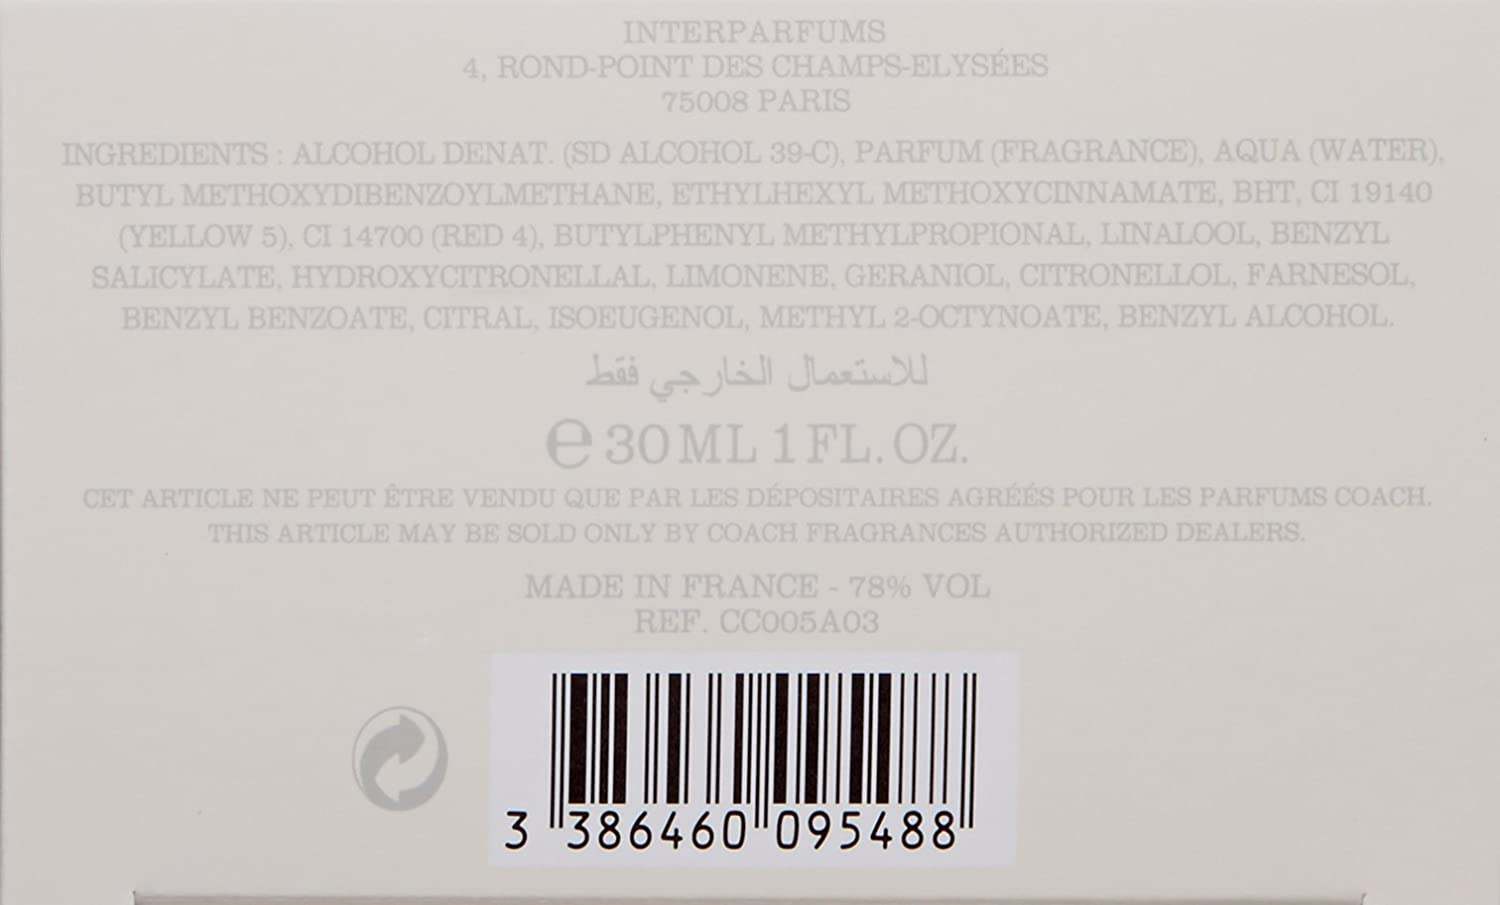 INTERPARFUMS
4, ROND-POINT DES CHAMPS-ELYSÉES
75008 PARIS
INGREDIENTS : ALCOHOL DENAT. (SD ALCOHOL 39-C), PARFUM (FRAGRANCE), AQUA (WATER),
BUTYL METHOXYDIBENZOYLMETHANE, ETHYLHEXYL METHOXYCINNAMATE, BHT, CI 19140
(YELLOW 5), CI 14700 (RED 4), BUTYLPHENYL METHYLPROPIONAL, LINALOOL, BENZYL
SALICYLATE, HYDROXYCITRONELLAL, LIMONENE, GERANIOL, CITRONELLOL, FARNESOL,
BENZYL BENZOATE, CITRAL, ISOEUGENOL, METHYL 2-OCTYNOATE, BENZYL ALCOHOL.
للاستعمال الخارجي فقط
℮ 30 ML 1 FL. OZ.
CET ARTICLE NE PEUT ÊTRE VENDU QUE PAR LES DÉPOSITAIRES AGRÉÉS POUR LES PARFUMS COACH.
THIS ARTICLE MAY BE SOLD ONLY BY COACH FRAGRANCES AUTHORIZED DEALERS.
MADE IN FRANCE - 78% VOL
REF. CC005A03
3 386460 095488